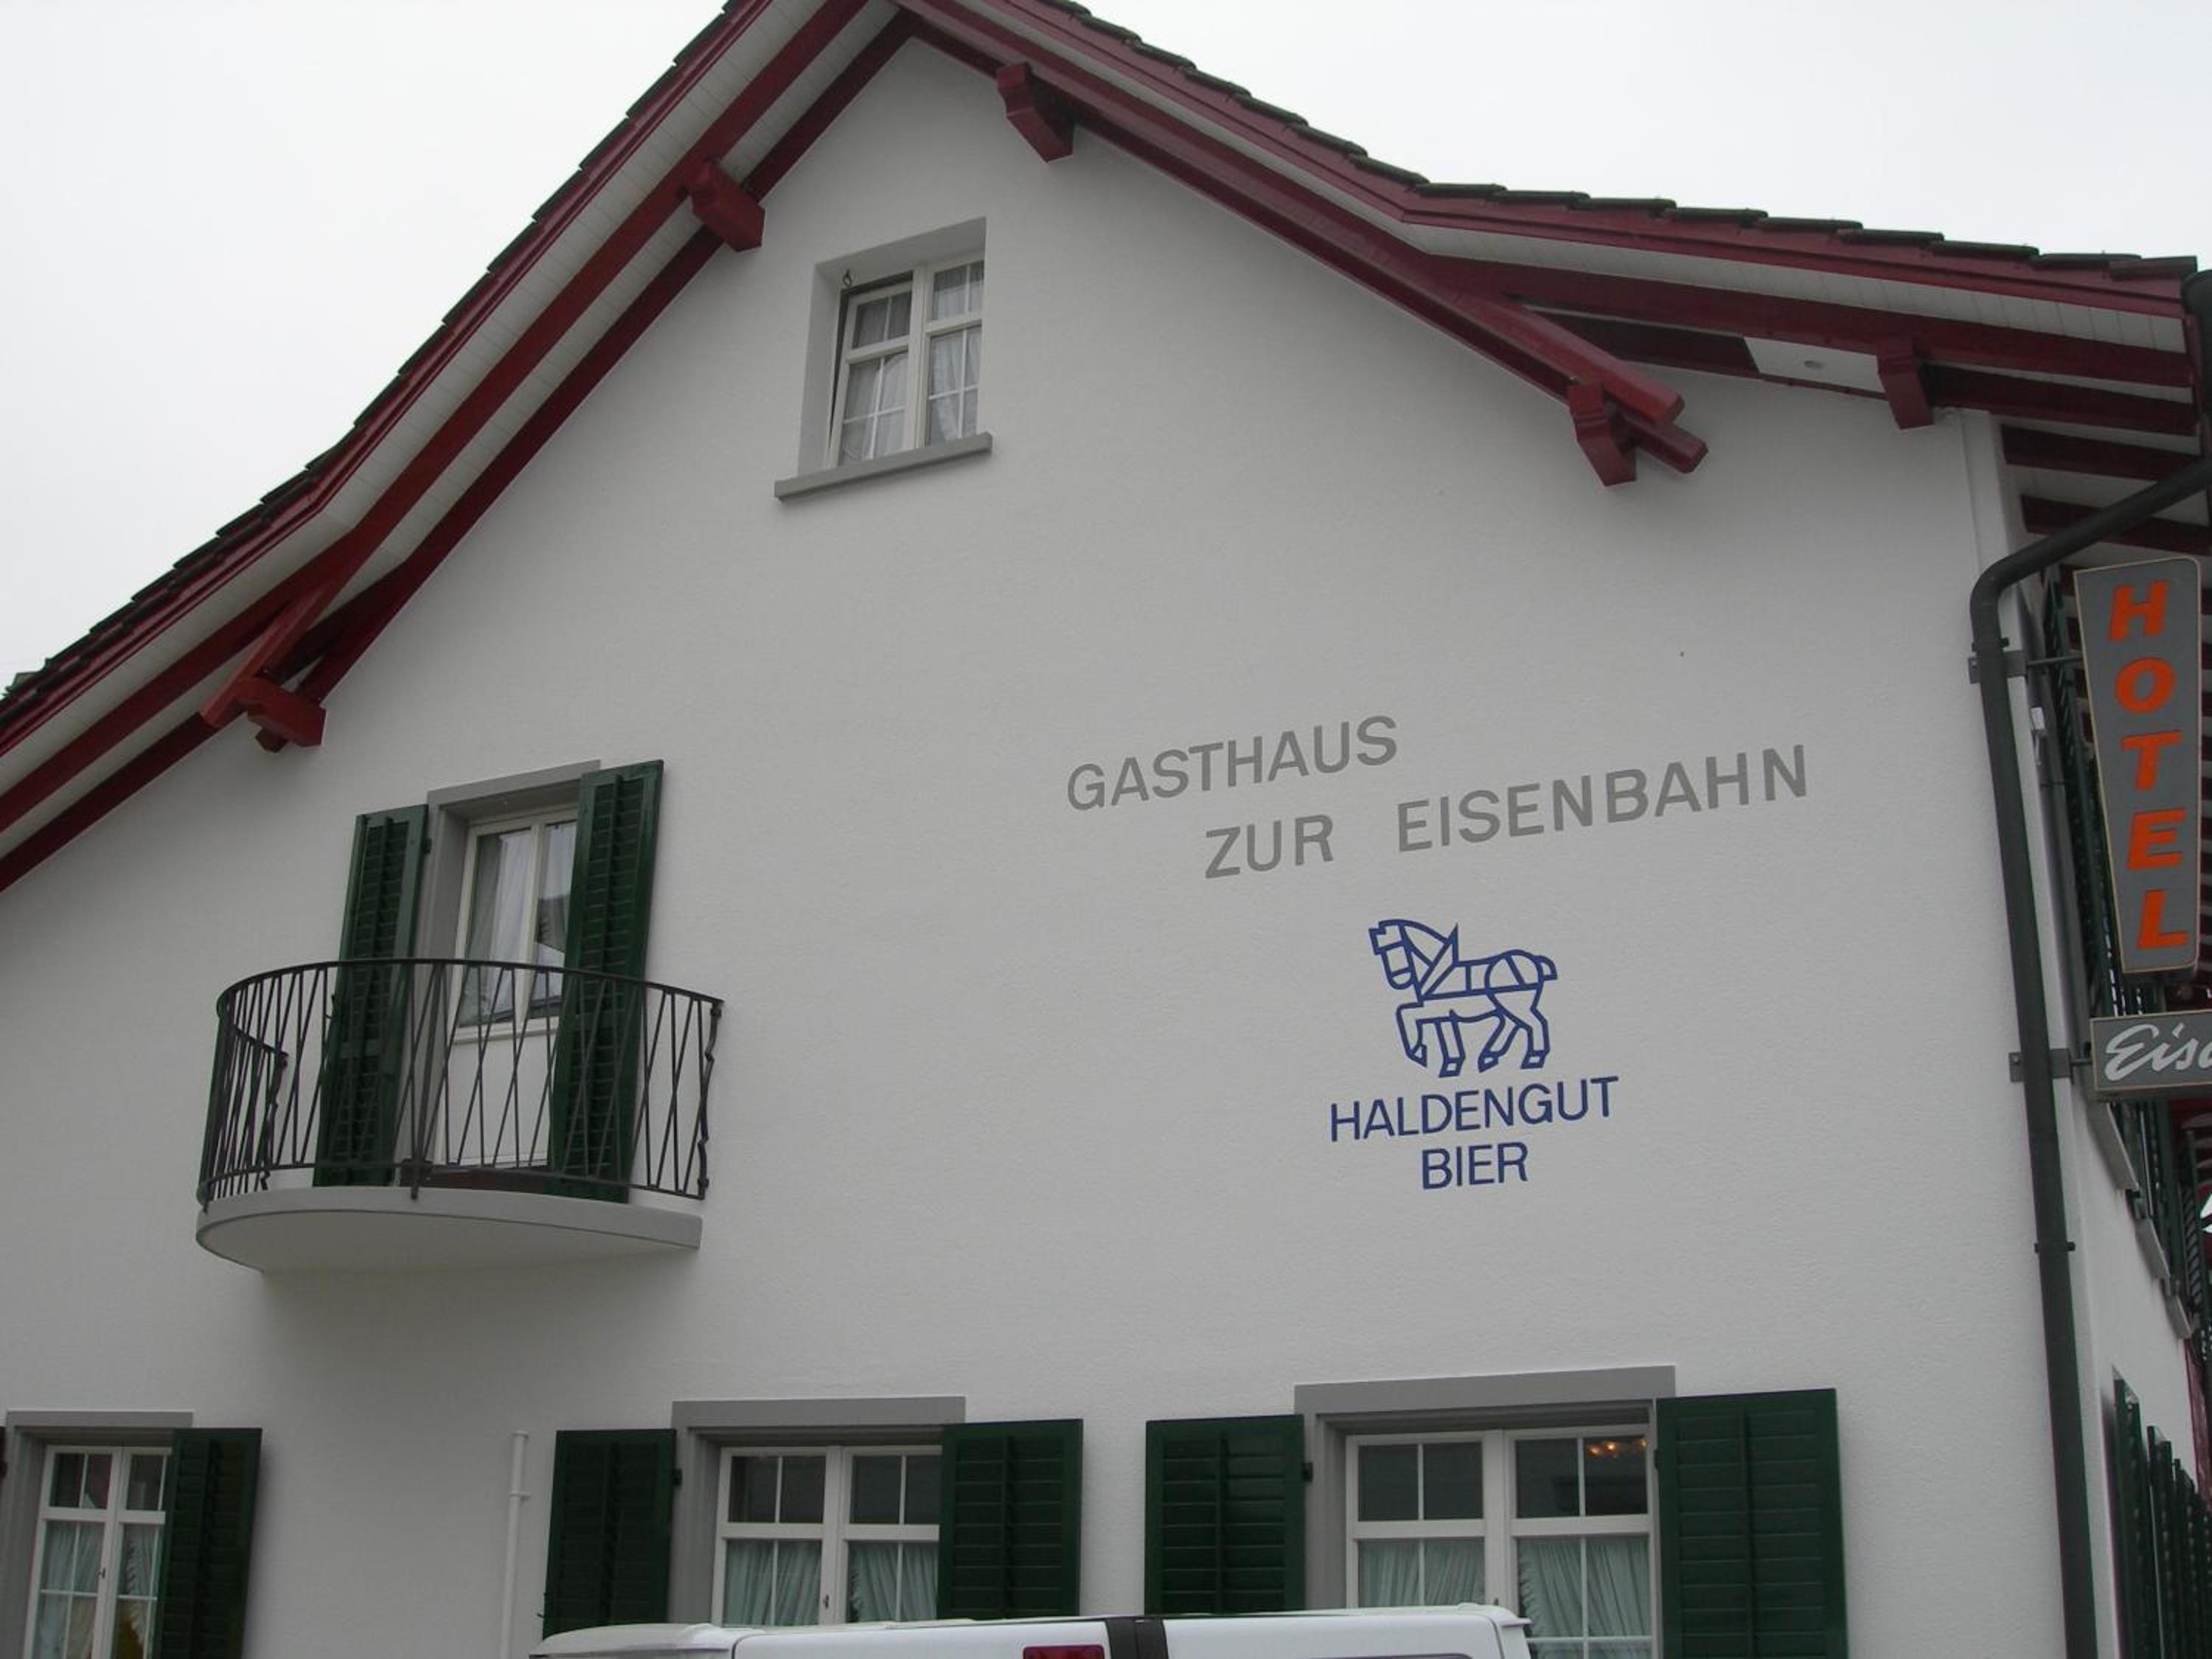 GASTHAUS
ZUR EISENBAHN
HALDENGUT
BIER
HOTEL